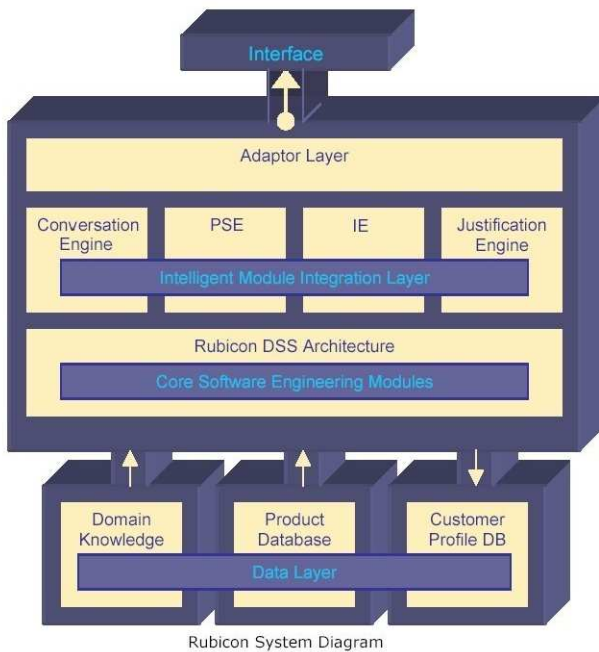 Interface
Adaptor Layer
Conversation
Engine
PSE
IE
Justification
Engine
Intelligent Module Integration Layer
Rubicon DSS Architecture
Core Software Engineering Modules
Domain
Knowledge
Product
Database
Customer
Profile DB
Data Layer
Rubicon System Diagram